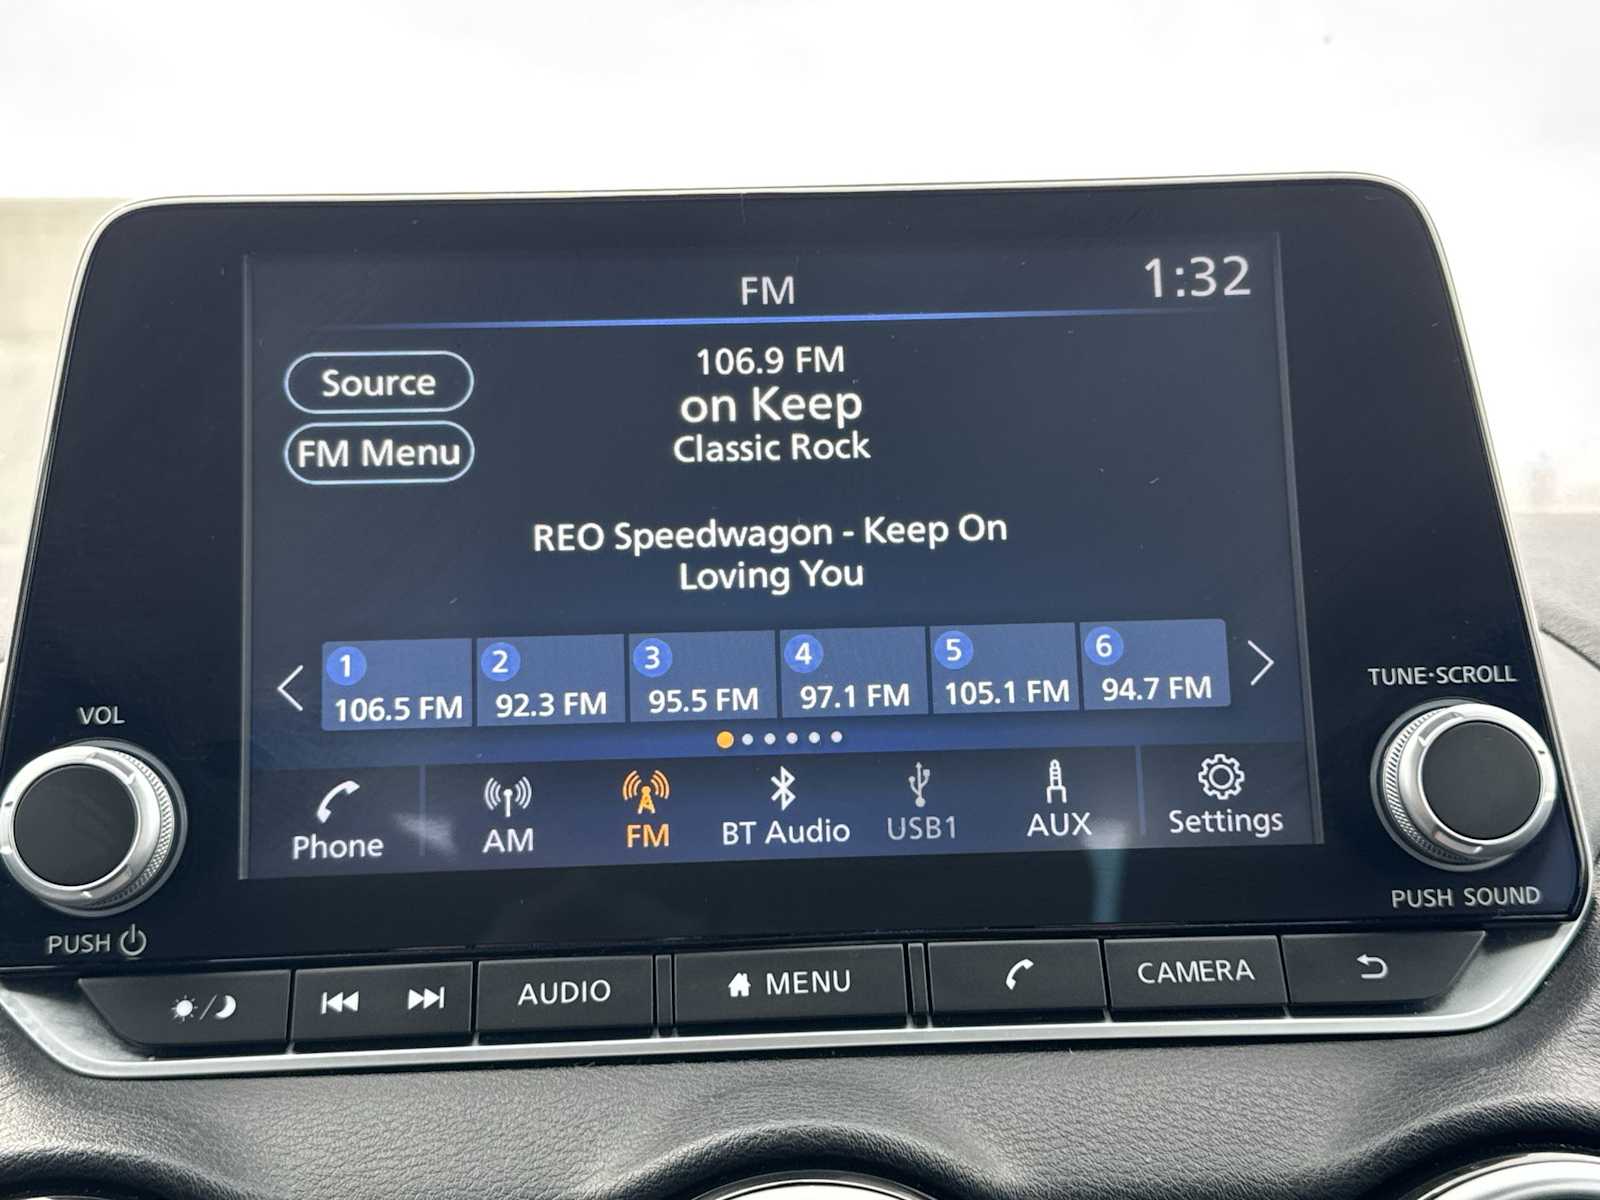 FM
1:32
Source
FM Menu
106.9 FM
on Keep
Classic Rock
REO Speedwagon - Keep On
Loving You
1
106.5 FM
2
92.3 FM
3
95.5 FM
4
97.1 FM
5
105.1 FM
6
94.7 FM
Phone
AM
FM
BT Audio
USB1
AUX
Settings
VOL
PUSH
TUNE·SCROLL
PUSH SOUND
AUDIO
MENU
CAMERA